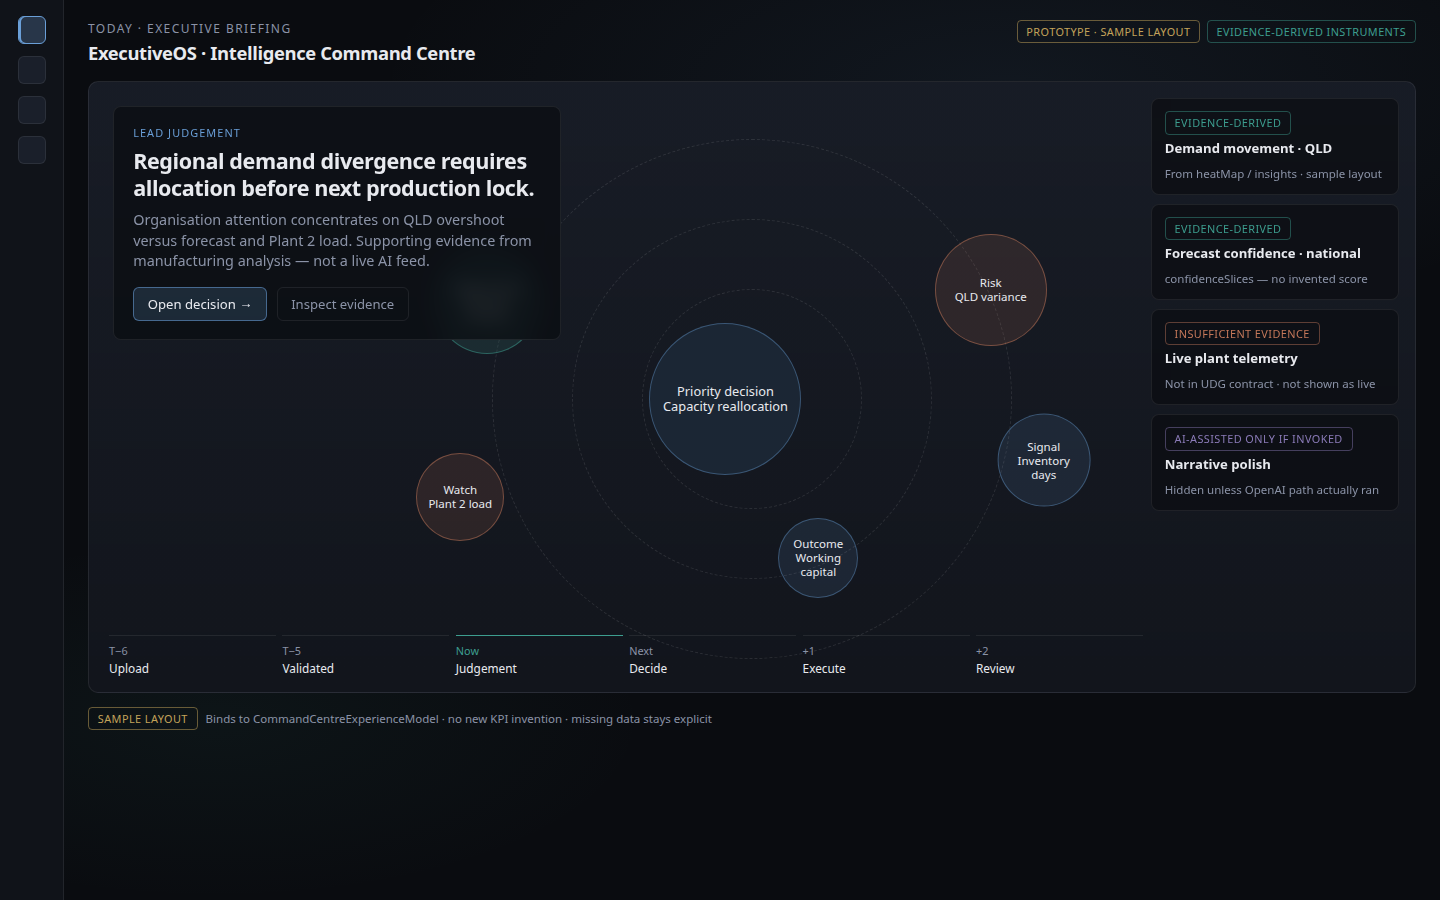 TODAY · EXECUTIVE BRIEFING
ExecutiveOS · Intelligence Command Centre
PROTOTYPE · SAMPLE LAYOUT
EVIDENCE-DERIVED INSTRUMENTS
LEAD JUDGEMENT
Regional demand divergence requires
allocation before next production lock.
Organisation attention concentrates on QLD overshoot
versus forecast and Plant 2 load. Supporting evidence from
manufacturing analysis — not a live AI feed.
Open decision →
Inspect evidence
Risk
QLD variance
Priority decision
Capacity reallocation
Signal
Inventory
days
Watch
Plant 2 load
Outcome
Working
capital
EVIDENCE-DERIVED
Demand movement · QLD
From heatMap / insights · sample layout
EVIDENCE-DERIVED
Forecast confidence · national
confidenceSlices — no invented score
INSUFFICIENT EVIDENCE
Live plant telemetry
Not in UDG contract · not shown as live
AI-ASSISTED ONLY IF INVOKED
Narrative polish
Hidden unless OpenAI path actually ran
T−6
Upload
T−5
Validated
Now
Judgement
Next
Decide
+1
Execute
+2
Review
SAMPLE LAYOUT
Binds to CommandCentreExperienceModel · no new KPI invention · missing data stays explicit